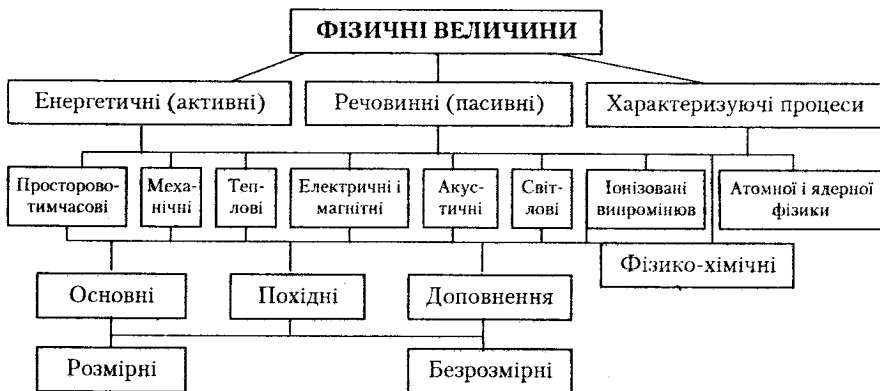 ФІЗИЧНІ ВЕЛИЧИНИ
Енергетичні (активні)
Речовинні (пасивні)
Характеризуючі процеси
Просторово-
тимчасові
Меха-
нічні
Теп-
лові
Електричні і
магнітні
Акус-
тичні
Світ-
лові
Іонізовані
випромінюв
Атомної і ядерної
фізики
Фізико-хімічні
Основні
Похідні
Доповнення
Розмірні
Безрозмірні